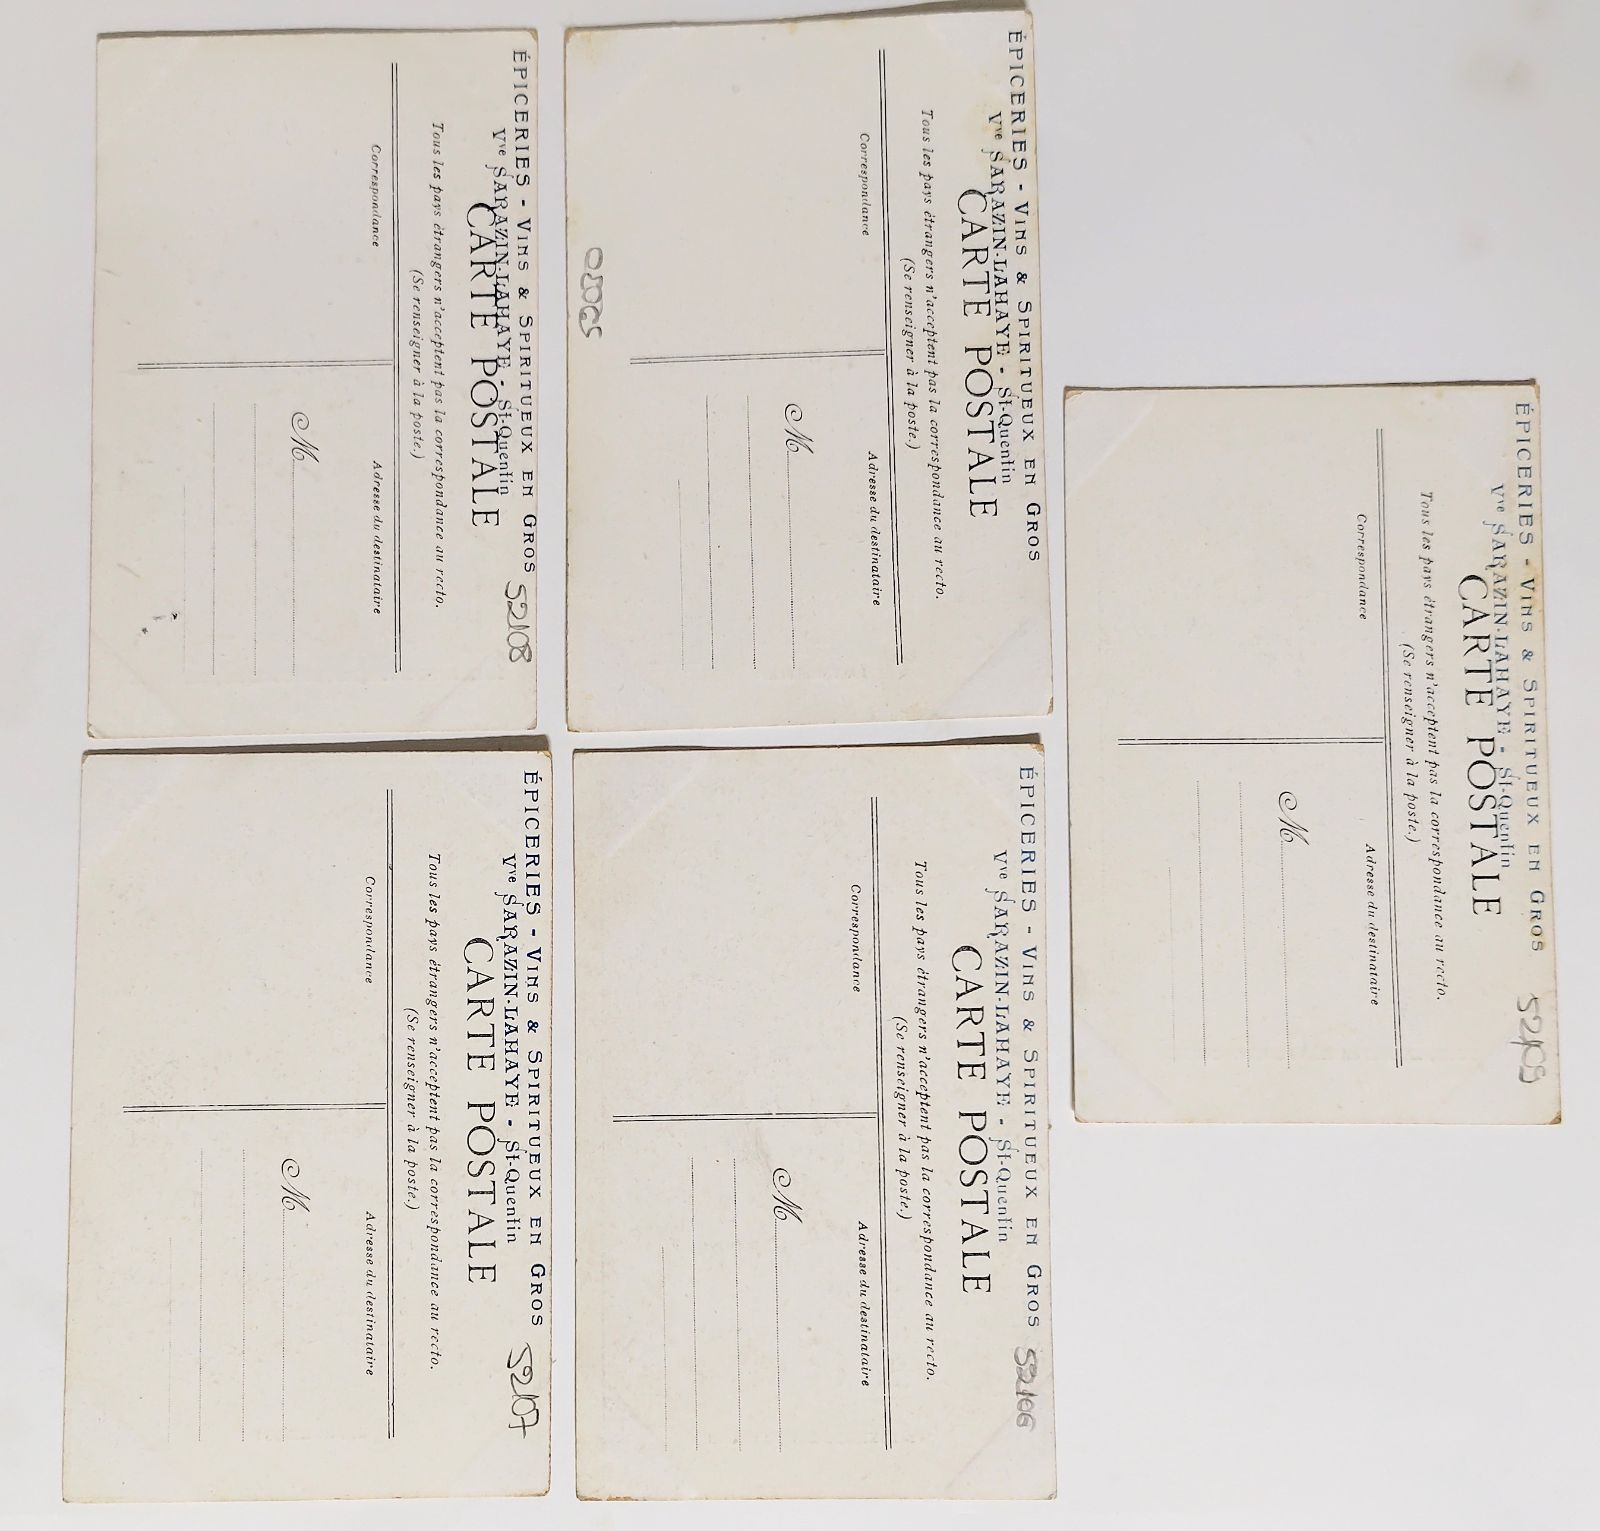 ÉPICERIES - VINS & SPIRITUEUX EN GROS
Vve SARAZIN-LAHAYE - St-Quentin
CARTE POSTALE
Tous les pays étrangers n'acceptent pas la correspondance au recto.
(Se renseigner à la poste.)
Correspondance
Adresse du destinataire
M
52108
ÉPICERIES - VINS & SPIRITUEUX EN GROS
Vve SARAZIN-LAHAYE - St-Quentin
CARTE POSTALE
Tous les pays étrangers n'acceptent pas la correspondance au recto.
(Se renseigner à la poste.)
Correspondance
Adresse du destinataire
M
ÉPICERIES - VINS & SPIRITUEUX EN GROS
Vve SARAZIN-LAHAYE - St-Quentin
CARTE POSTALE
Tous les pays étrangers n'acceptent pas la correspondance au recto.
(Se renseigner à la poste.)
Correspondance
Adresse du destinataire
M
52109
ÉPICERIES - VINS & SPIRITUEUX EN GROS
Vve SARAZIN-LAHAYE - St-Quentin
CARTE POSTALE
Tous les pays étrangers n'acceptent pas la correspondance au recto.
(Se renseigner à la poste.)
Correspondance
Adresse du destinataire
M
52107
ÉPICERIES - VINS & SPIRITUEUX EN GROS
Vve SARAZIN-LAHAYE - St-Quentin
CARTE POSTALE
Tous les pays étrangers n'acceptent pas la correspondance au recto.
(Se renseigner à la poste.)
Correspondance
Adresse du destinataire
M
52106